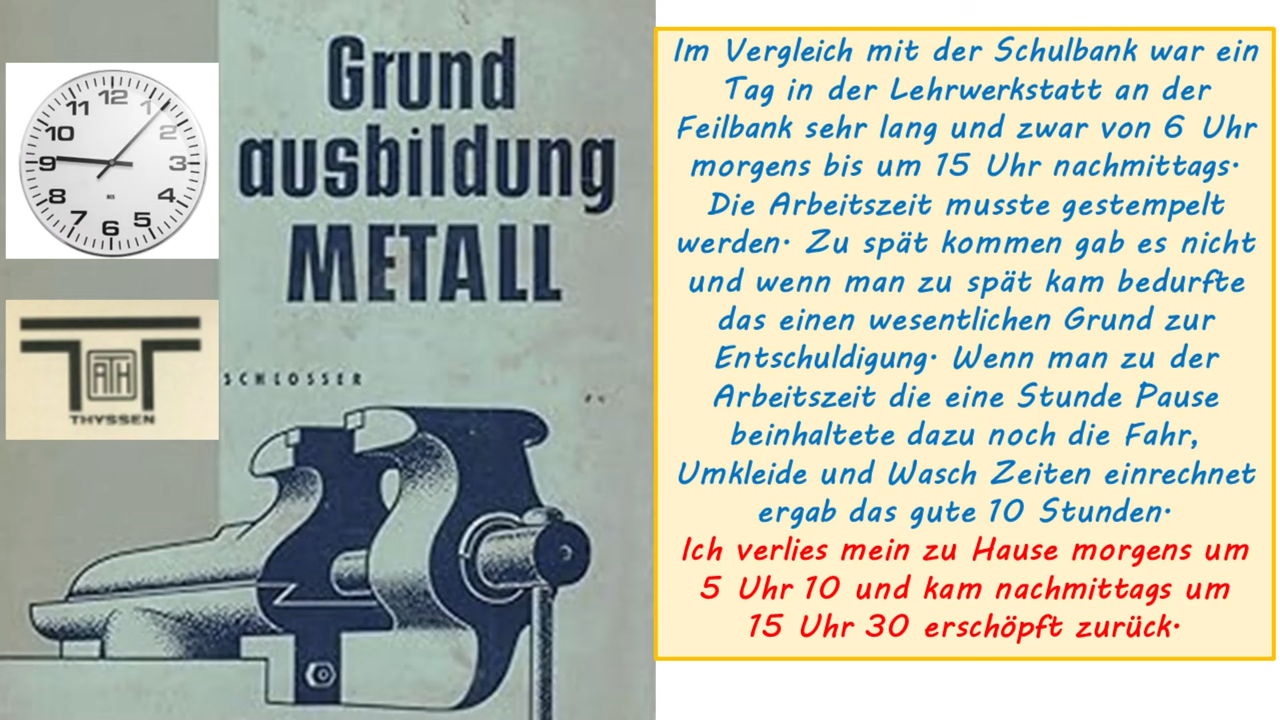 Grund
ausbildung
METALL
SCHLOSSER
12
11
1
10
2
9
3
8
4
7
5
6
ATH
THYSSEN
Im Vergleich mit der Schulbank war ein
Tag in der Lehrwerkstatt an der
Feilbank sehr lang und zwar von 6 Uhr
morgens bis um 15 Uhr nachmittags.
Die Arbeitszeit musste gestempelt
werden. Zu spät kommen gab es nicht
und wenn man zu spät kam bedurfte
das einen wesentlichen Grund zur
Entschuldigung. Wenn man zu der
Arbeitszeit die eine Stunde Pause
beinhaltete dazu noch die Fahr,
Umkleide und Wasch Zeiten einrechnet
ergab das gute 10 Stunden.
Ich verlies mein zu Hause morgens um
5 Uhr 10 und kam nachmittags um
15 Uhr 30 erschöpft zurück.